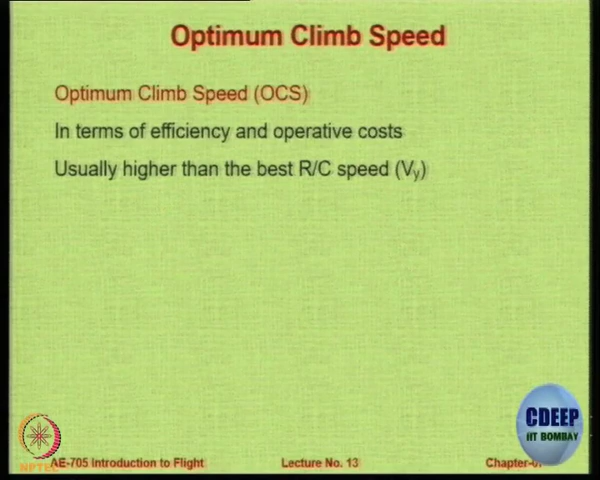 Optimum Climb Speed
Optimum Climb Speed (OCS)
In terms of efficiency and operative costs
Usually higher than the best R/C speed (Vy)
CDEEP
IIT BOMBAY
NPTEL
AE-705 Introduction to Flight
Lecture No. 13